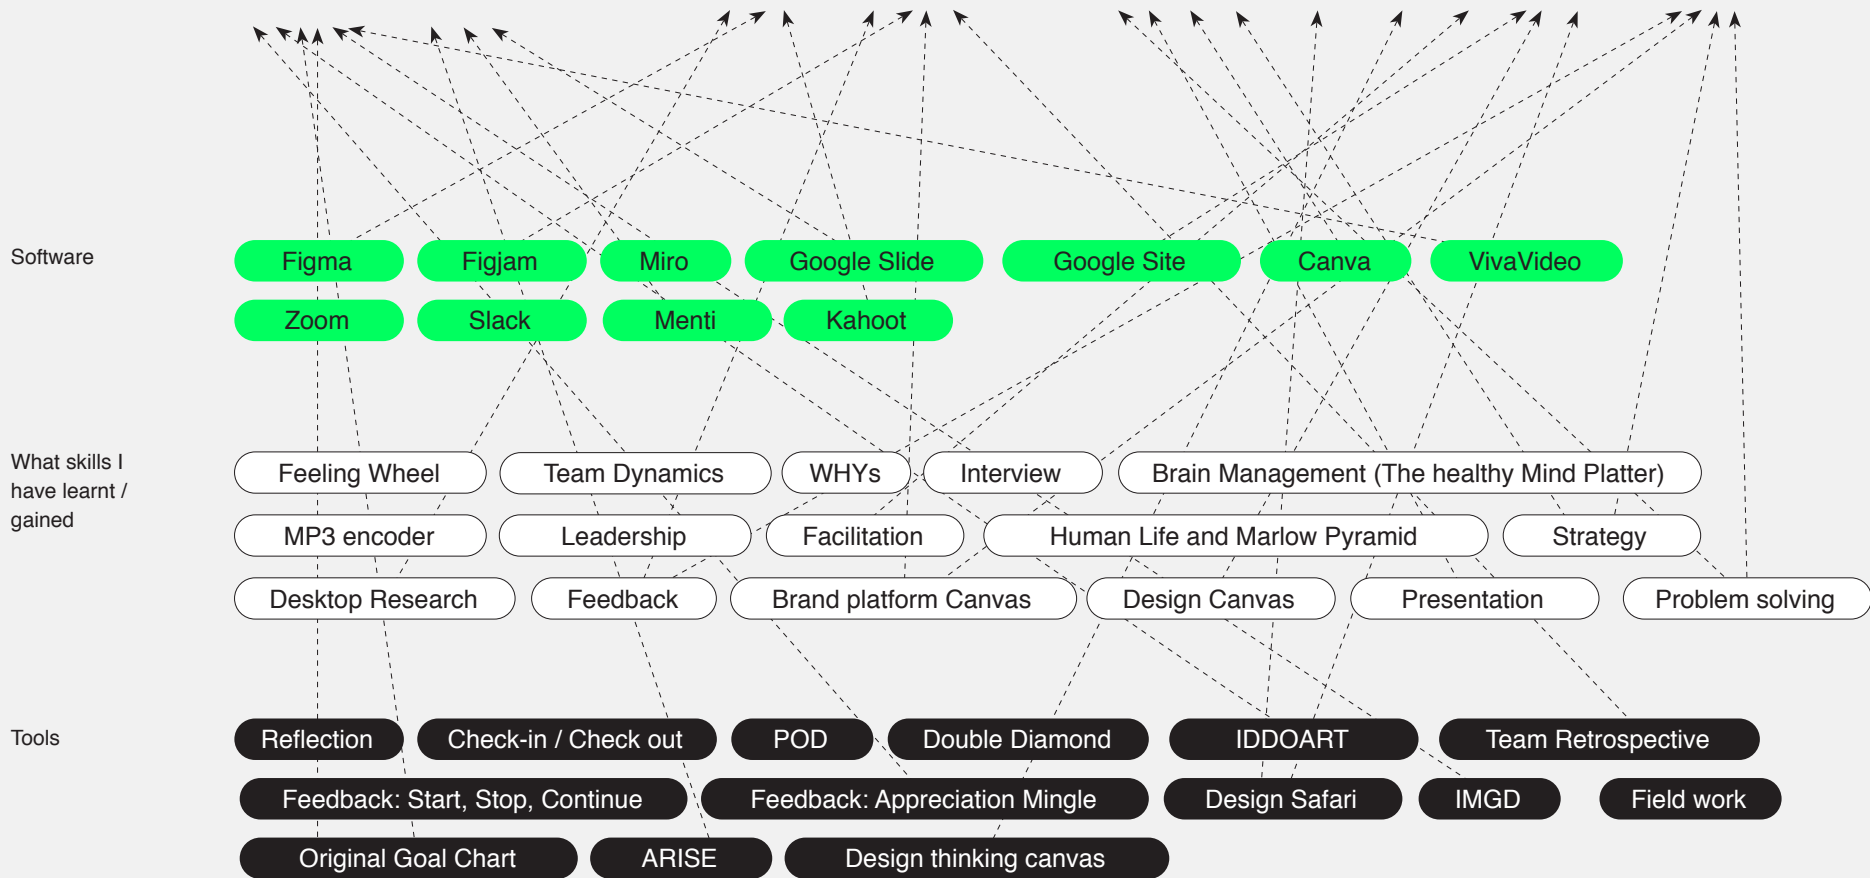 Software
Figma
Figjam
Miro
Google Slide
Google Site
Canva
VivaVideo
Zoom
Slack
Menti
Kahoot
What skills I
have learnt /
gained
Feeling Wheel
Team Dynamics
WHYs
Interview
Brain Management (The healthy Mind Platter)
MP3 encoder
Leadership
Facilitation
Human Life and Marlow Pyramid
Strategy
Desktop Research
Feedback
Brand platform Canvas
Design Canvas
Presentation
Problem solving
Tools
Reflection
Check-in / Check out
POD
Double Diamond
IDDOART
Team Retrospective
Feedback: Start, Stop, Continue
Feedback: Appreciation Mingle
Design Safari
IMGD
Field work
Original Goal Chart
ARISE
Design thinking canvas